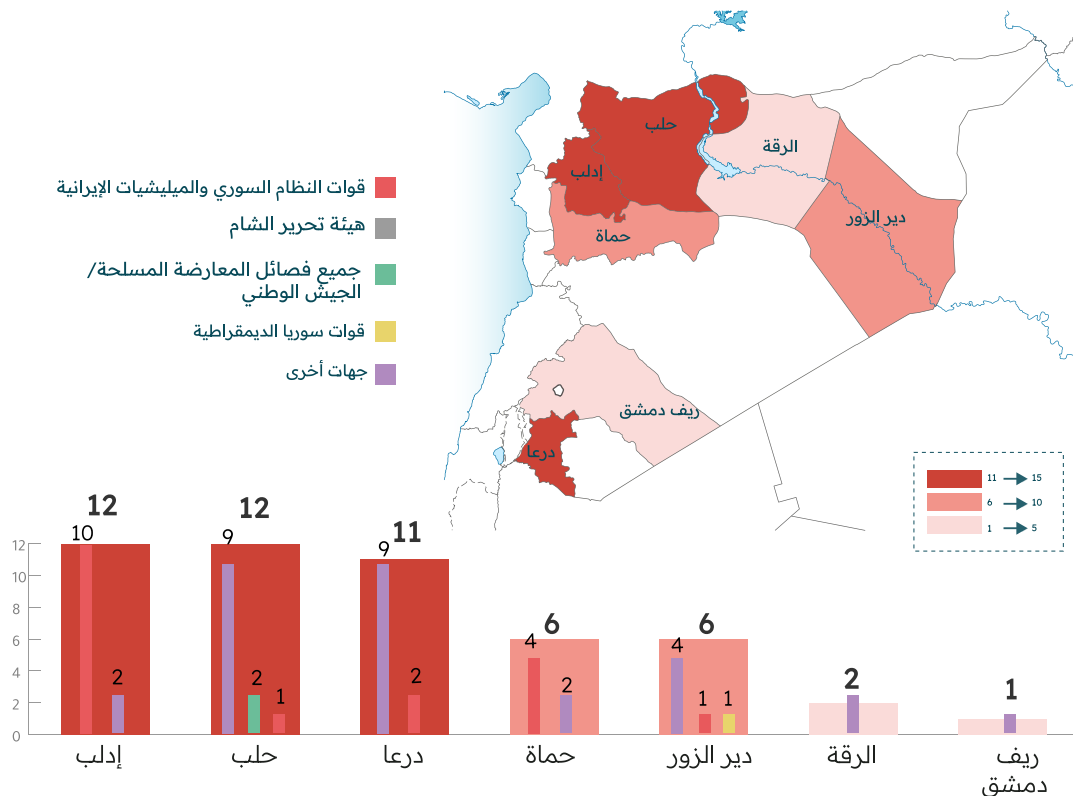 حلب
الرقة
إدلب
دير الزور
حماة
ريف دمشق
درعا
قوات النظام السوري والميليشيات الإيرانية
هيئة تحرير الشام
جميع فصائل المعارضة المسلحة/
الجيش الوطني
قوات سوريا الديمقراطية
جهات أخرى
11 → 15
6 → 10
1 → 5
12 12 11 6 6 2 1
10 2
9 2 1
9 2
4 2
4 1 1
12
10
8
6
4
2
0
إدلب
حلب
درعا
حماة
دير الزور
الرقة
ريف
دمشق